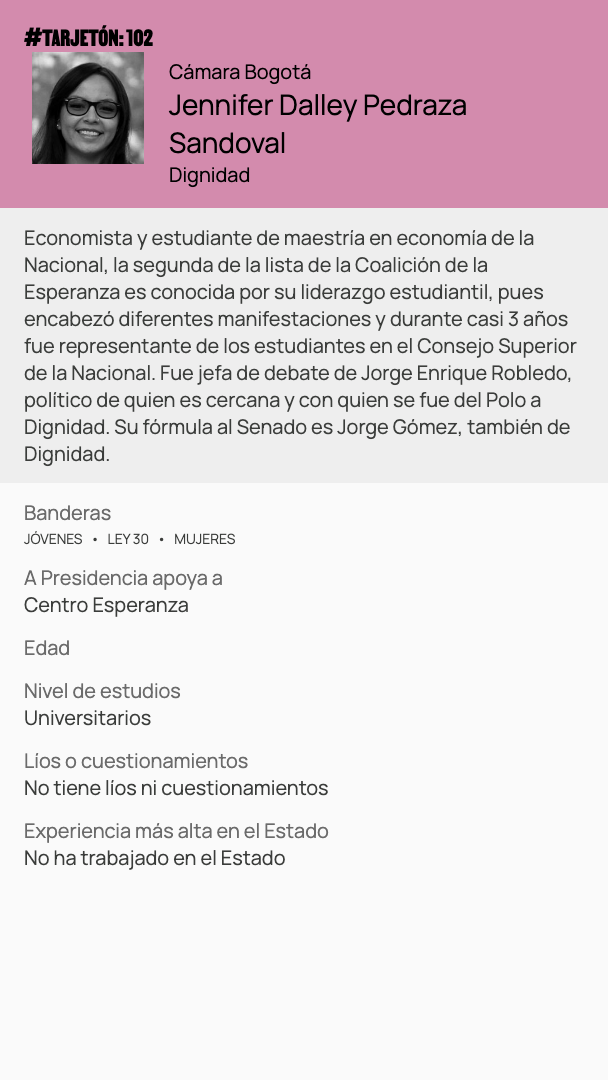 #TARJETÓN: 102
Cámara Bogotá
Jennifer Dalley Pedraza
Sandoval
Dignidad
Economista y estudiante de maestría en economía de la
Nacional, la segunda de la lista de la Coalición de la
Esperanza es conocida por su liderazgo estudiantil, pues
encabezó diferentes manifestaciones y durante casi 3 años
fue representante de los estudiantes en el Consejo Superior
de la Nacional. Fue jefa de debate de Jorge Enrique Robledo,
político de quien es cercana y con quien se fue del Polo a
Dignidad. Su fórmula al Senado es Jorge Gómez, también de
Dignidad.
Banderas
JÓVENES • LEY 30 • MUJERES
A Presidencia apoya a
Centro Esperanza
Edad
Nivel de estudios
Universitarios
Líos o cuestionamientos
No tiene líos ni cuestionamientos
Experiencia más alta en el Estado
No ha trabajado en el Estado